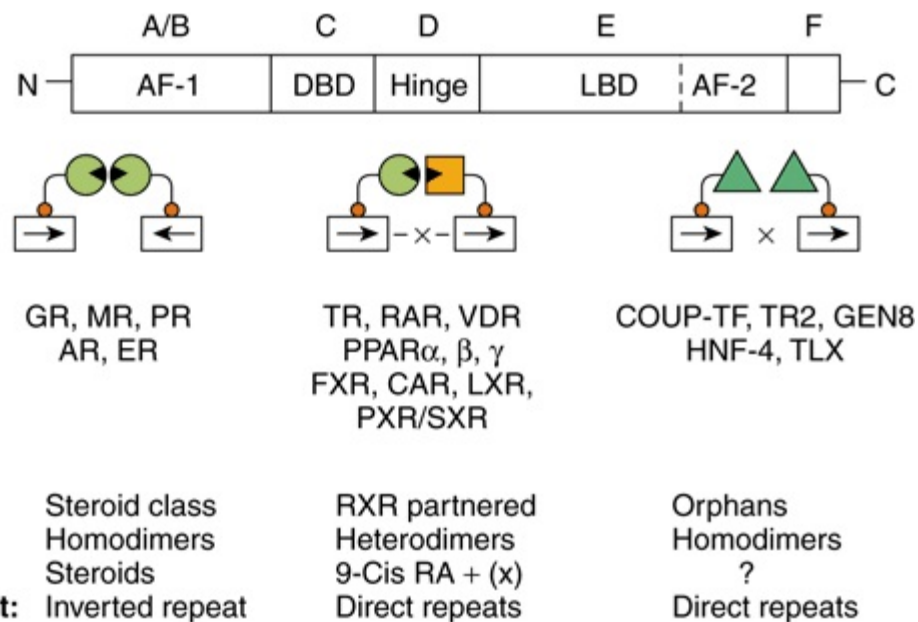 A/B C D E F
N AF-1 DBD Hinge LBD AF-2 C
× ×
GR, MR, PR TR, RAR, VDR COUP-TF, TR2, GEN8
AR, ER PPARα, β, γ HNF-4, TLX
FXR, CAR, LXR,
PXR/SXR
Steroid class RXR partnered Orphans
Homodimers Heterodimers Homodimers
Steroids 9-Cis RA + (x) ?
t: Inverted repeat Direct repeats Direct repeats